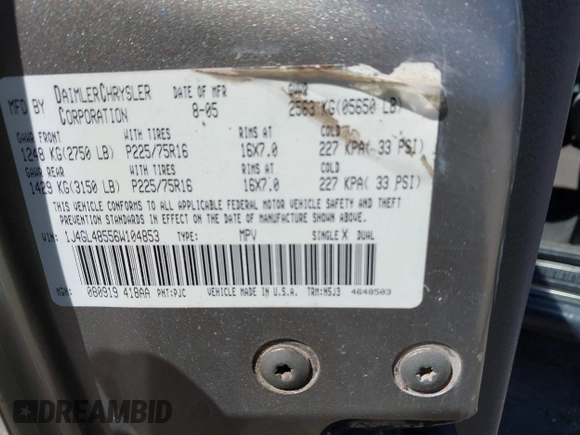 MFD BY DAIMLERCHRYSLER CORPORATION DATE OF MFR 8-05 GVWR 2563 KG(05650 LB)
GAWR FRONT WITH TIRES RIMS AT COLD
1248 KG(2750 LB) P225/75R16 16X7.0 227 KPA( 33 PSI)
GAWR REAR WITH TIRES RIMS AT COLD
1429 KG(3150 LB) P225/75R16 16X7.0 227 KPA( 33 PSI)
THIS VEHICLE CONFORMS TO ALL APPLICABLE FEDERAL MOTOR VEHICLE SAFETY AND THEFT
PREVENTION STANDARDS IN EFFECT ON THE DATE OF MANUFACTURE SHOWN ABOVE.
VIN: 1J4GL48556W104853 TYPE: MPV SINGLE X DUAL
MDH: 080919 418AA PNT: PJC VEHICLE MADE IN U.S.A. TRM: N5J3 4648503
DREAMBID